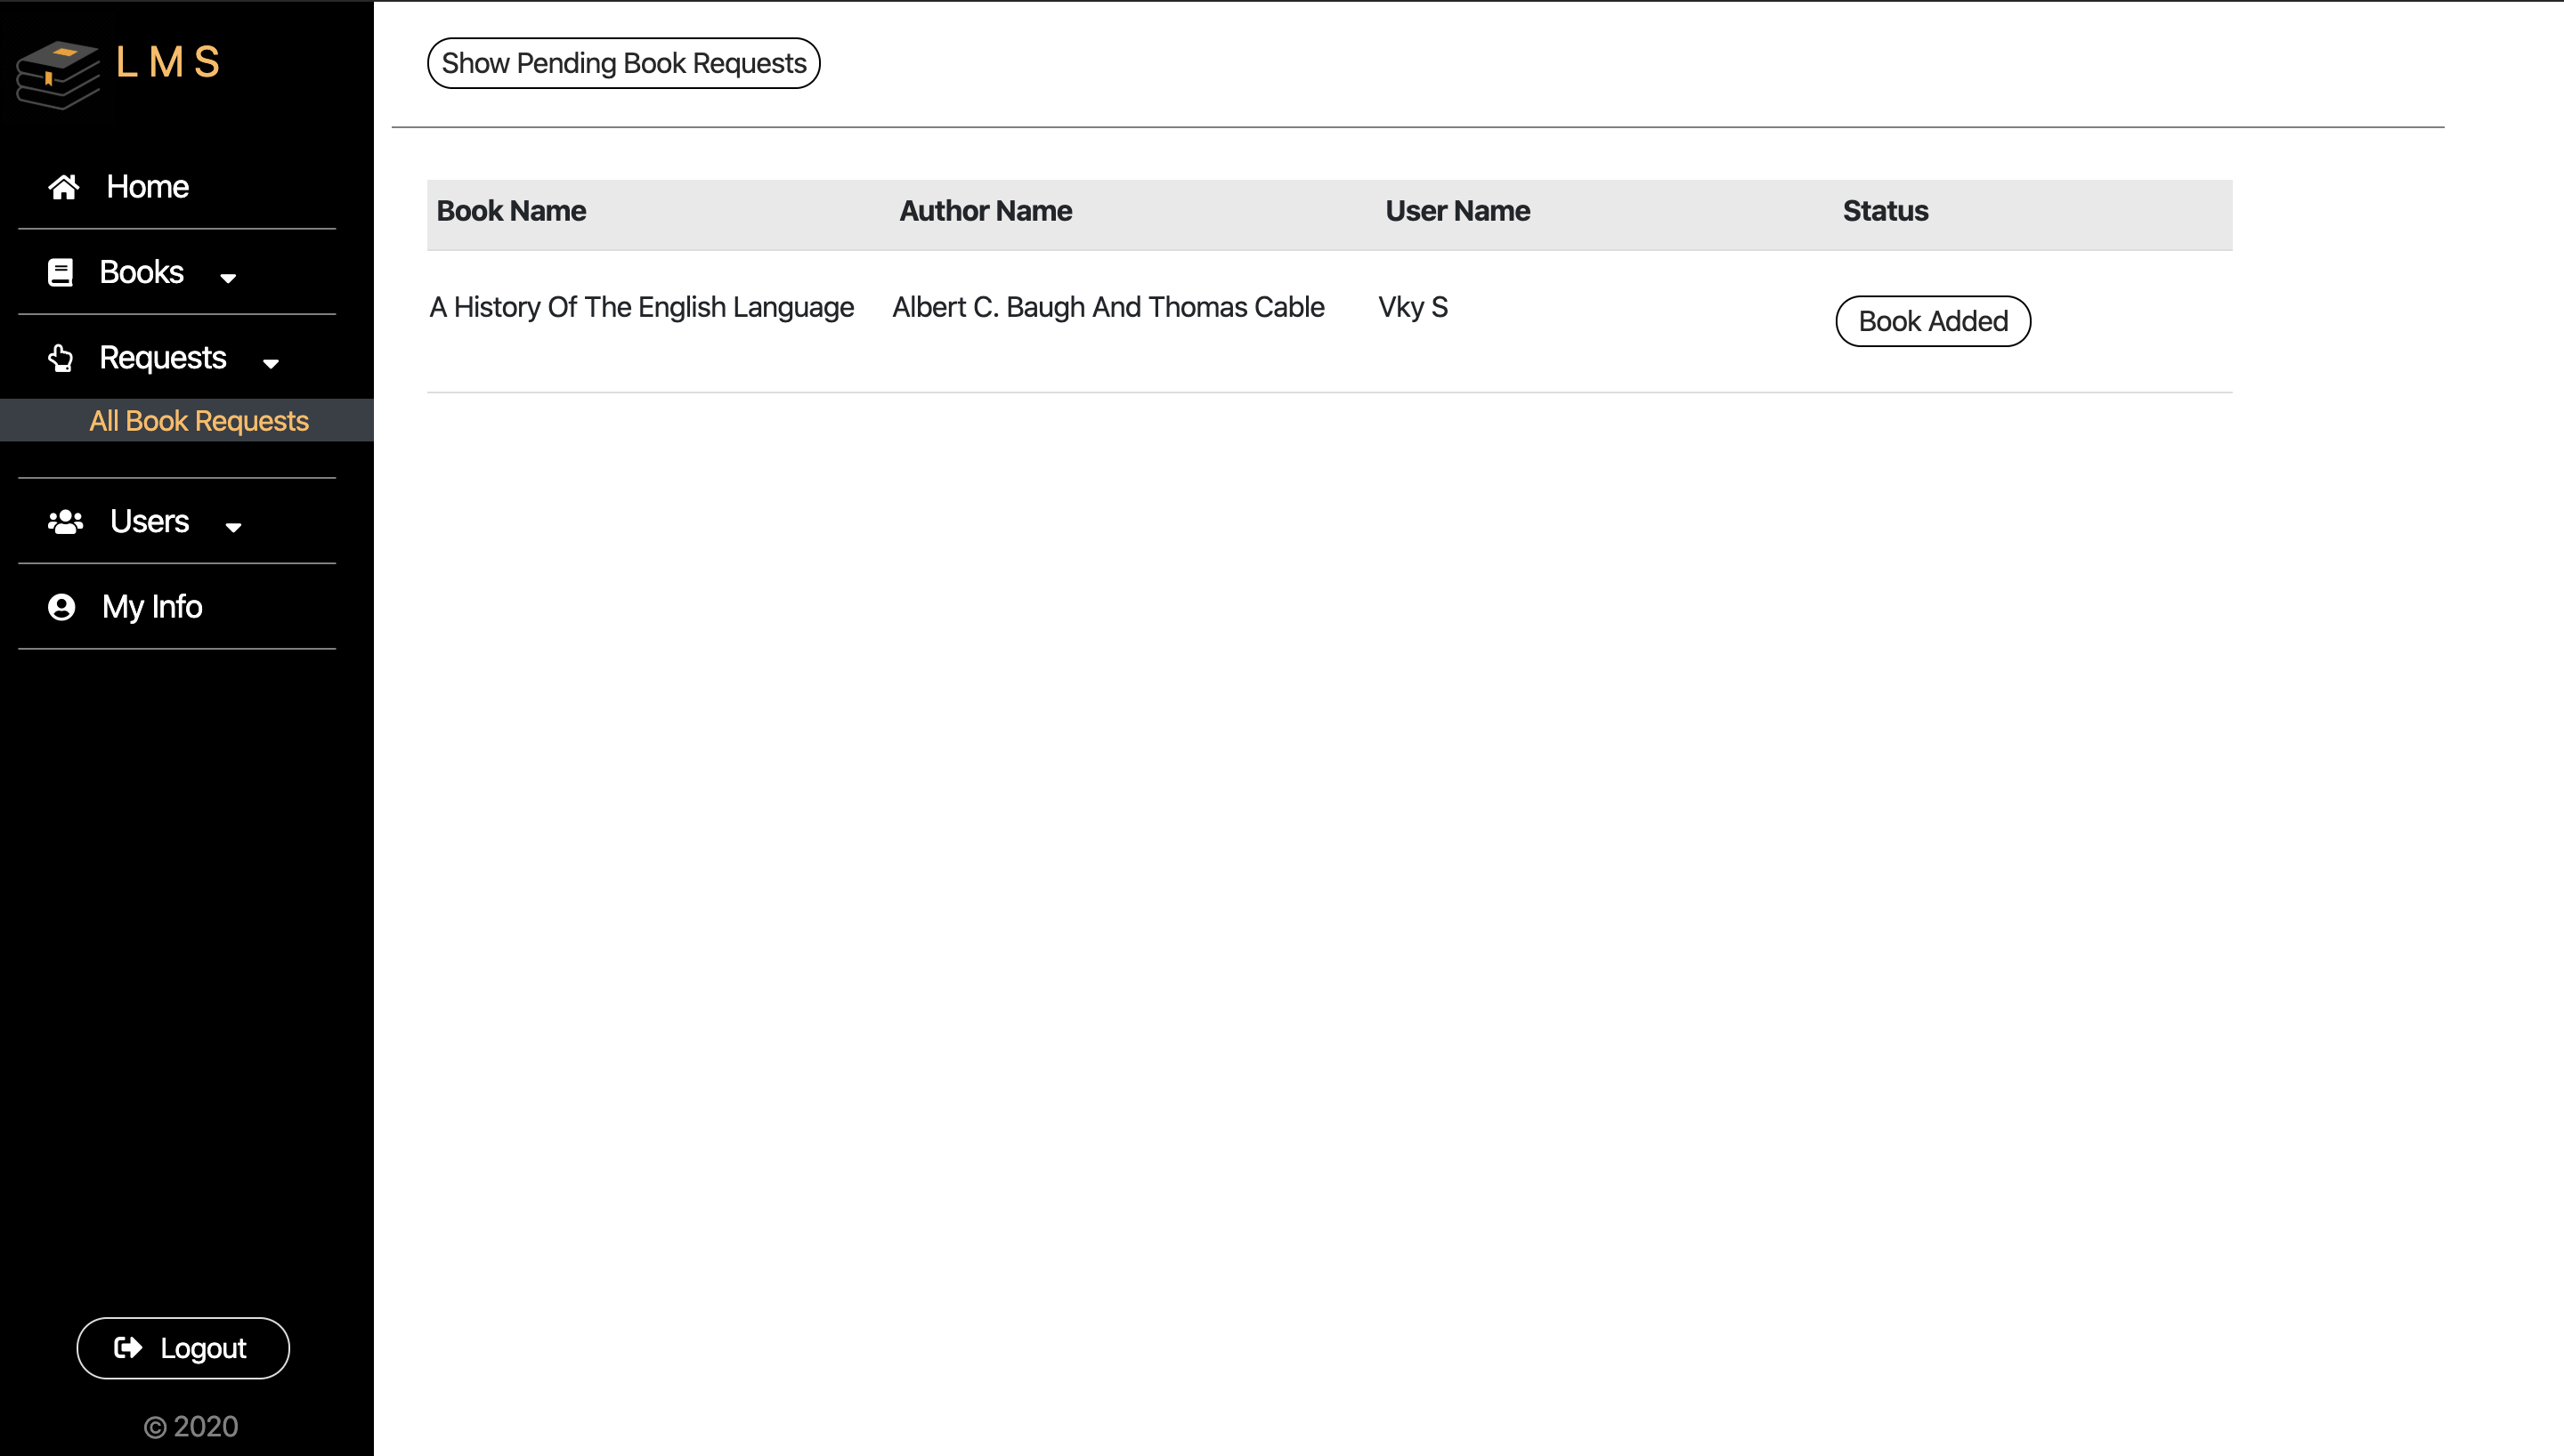 L M S
Home
Books
Requests
All Book Requests
Users
My Info
Logout
© 2020
Show Pending Book Requests
Book Name Author Name User Name Status
A History Of The English Language Albert C. Baugh And Thomas Cable Vky S Book Added